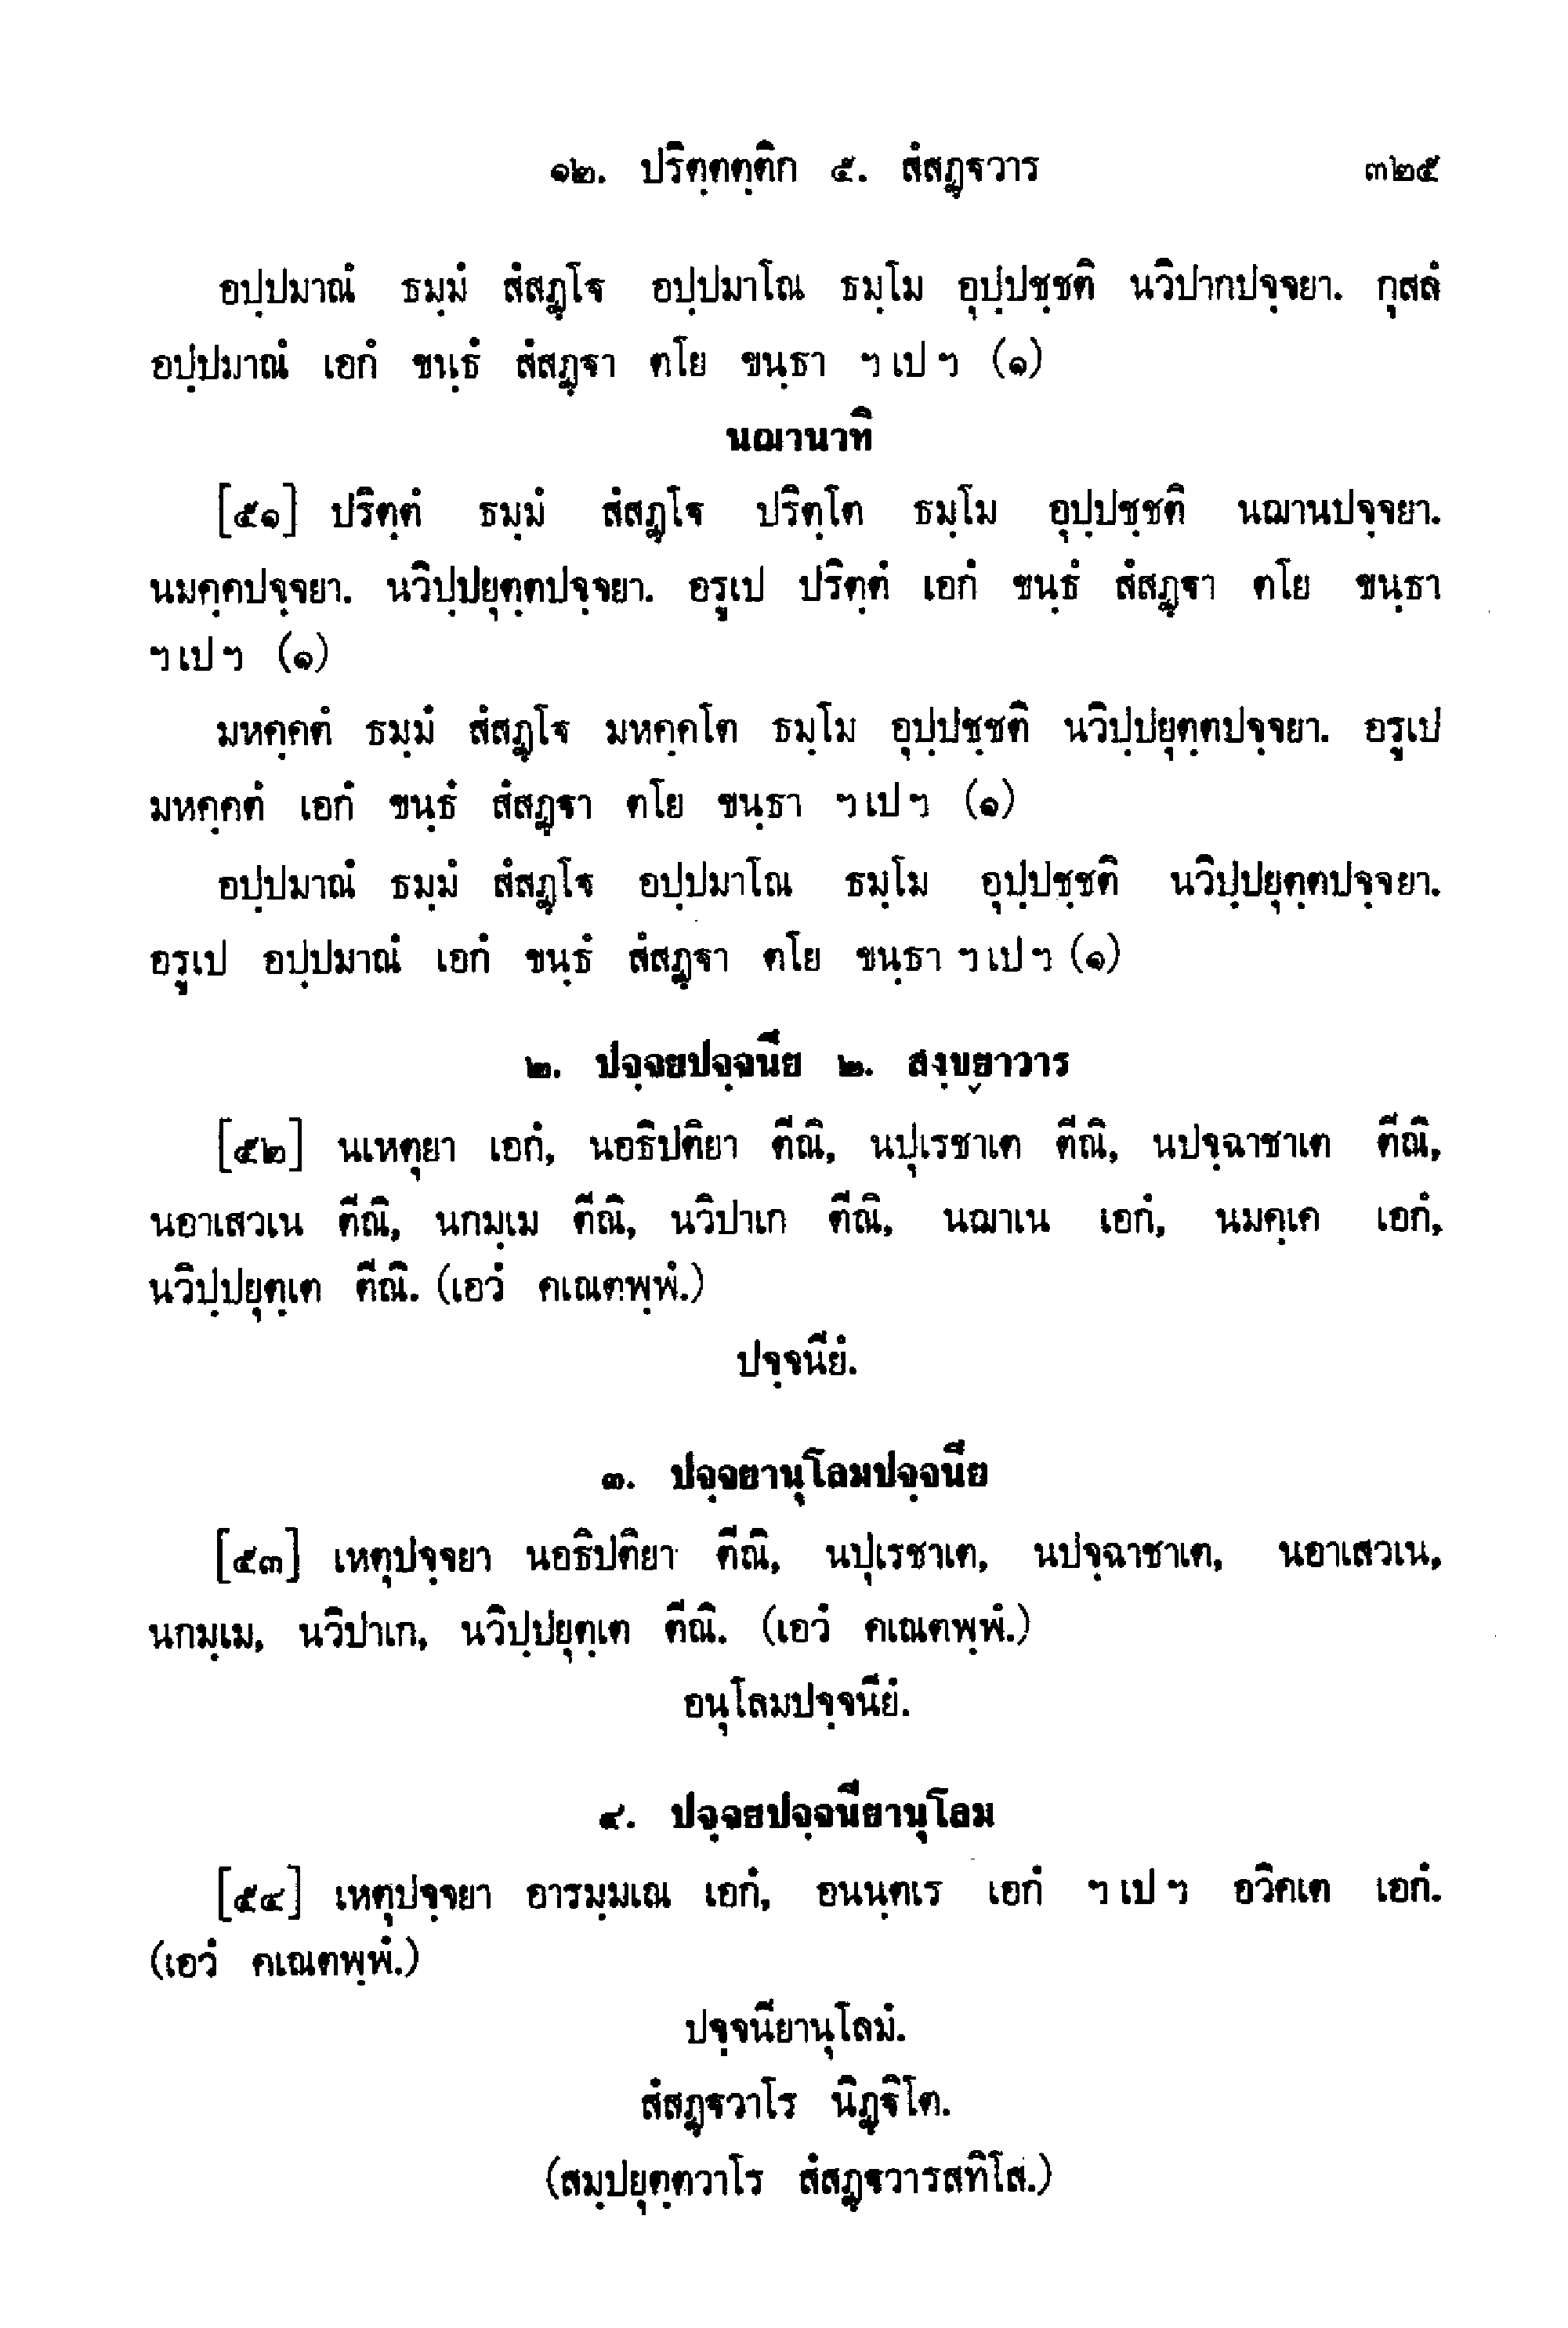 ๑๒. ปริตฺตตฺติก ๕. สํสฏฺฐวาร ๓๒๕
อปฺปมาณํ ธมฺมํ สํสฏฺโฐ อปฺปมาโณ ธมฺโม อุปฺปชฺชติ นวิปากปจฺจยา. กุสลํ
อปฺปมาณํ เอกํ ขนฺธํ สํสฏฺฐา ตโย ขนฺธา ฯ เป ฯ (๑)
นฌานาทิ
[๕๑] ปริตฺตํ ธมฺมํ สํสฏฺโฐ ปริตฺโต ธมฺโม อุปฺปชฺชติ นฌานปจฺจยา.
นมคฺคปจฺจยา. นวิปฺปยุตฺตปจฺจยา. อรูเป ปริตฺตํ เอกํ ขนฺธํ สํสฏฺฐา ตโย ขนฺธา
ฯ เป ฯ (๑)
มหคฺคตํ ธมฺมํ สํสฏฺโฐ มหคฺคโต ธมฺโม อุปฺปชฺชติ นวิปฺปยุตฺตปจฺจยา. อรูเป
มหคฺคตํ เอกํ ขนฺธํ สํสฏฺฐา ตโย ขนฺธา ฯ เป ฯ (๑)
อปฺปมาณํ ธมฺมํ สํสฏฺโฐ อปฺปมาโณ ธมฺโม อุปฺปชฺชติ นวิปฺปยุตฺตปจฺจยา.
อรูเป อปฺปมาณํ เอกํ ขนฺธํ สํสฏฺฐา ตโย ขนฺธา ฯ เป ฯ (๑)
๒. ปจฺจยปจฺจนีย ๒. สงฺขฺยาวาร
[๕๒] นเหตุยา เอกํ, นอธิปติยา ตีณิ, นปุเรชาเต ตีณิ, นปจฺฉาชาเต ตีณิ,
นอาเสวเน ตีณิ, นกมฺเม ตีณิ, นวิปาเก ตีณิ, นฌาเน เอกํ, นมคฺเค เอกํ,
นวิปฺปยุตฺเต ตีณิ. (เอวํ คเณตพฺพํ.)
ปจฺจนียํ.
๓. ปจฺจยานุโลมปจฺจนีย
[๕๓] เหตุปจฺจยา นอธิปติยา ตีณิ, นปุเรชาเต, นปจฺฉาชาเต, นอาเสวเน,
นกมฺเม, นวิปาเก, นวิปฺปยุตฺเต ตีณิ. (เอวํ คเณตพฺพํ.)
อนุโลมปจฺจนียํ.
๔. ปจฺจยปจฺจนียานุโลม
[๕๔] เหตุปจฺจยา อารมฺมเณ เอกํ, อนนฺตเร เอกํ ฯ เป ฯ อวิคเต เอกํ.
(เอวํ คเณตพฺพํ.)
ปจฺจนียานุโลมํ.
สํสฏฺฐวาโร นิฏฺฐิโต.
(สมฺปยุตฺตวาโร สํสฏฺฐวารสทิโส.)